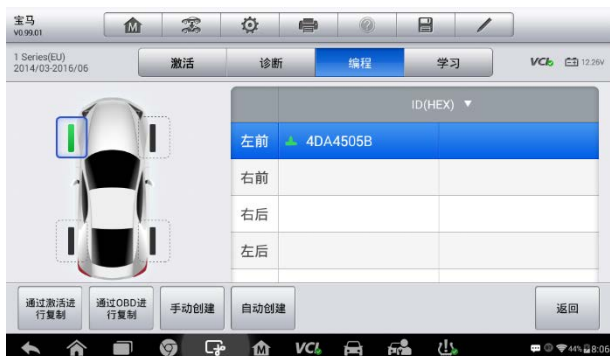 宝马
V0.99.01
1 Series(EU)
2014/03-2016/06
激活
诊断
编程
学习
VCI
12.26V
ID(HEX) ▼
左前 4DA4505B
右前
右后
左后
通过激活进
行复制
通过OBD进
行复制
手动创建
自动创建
返回
M
VCI
44%
8:06